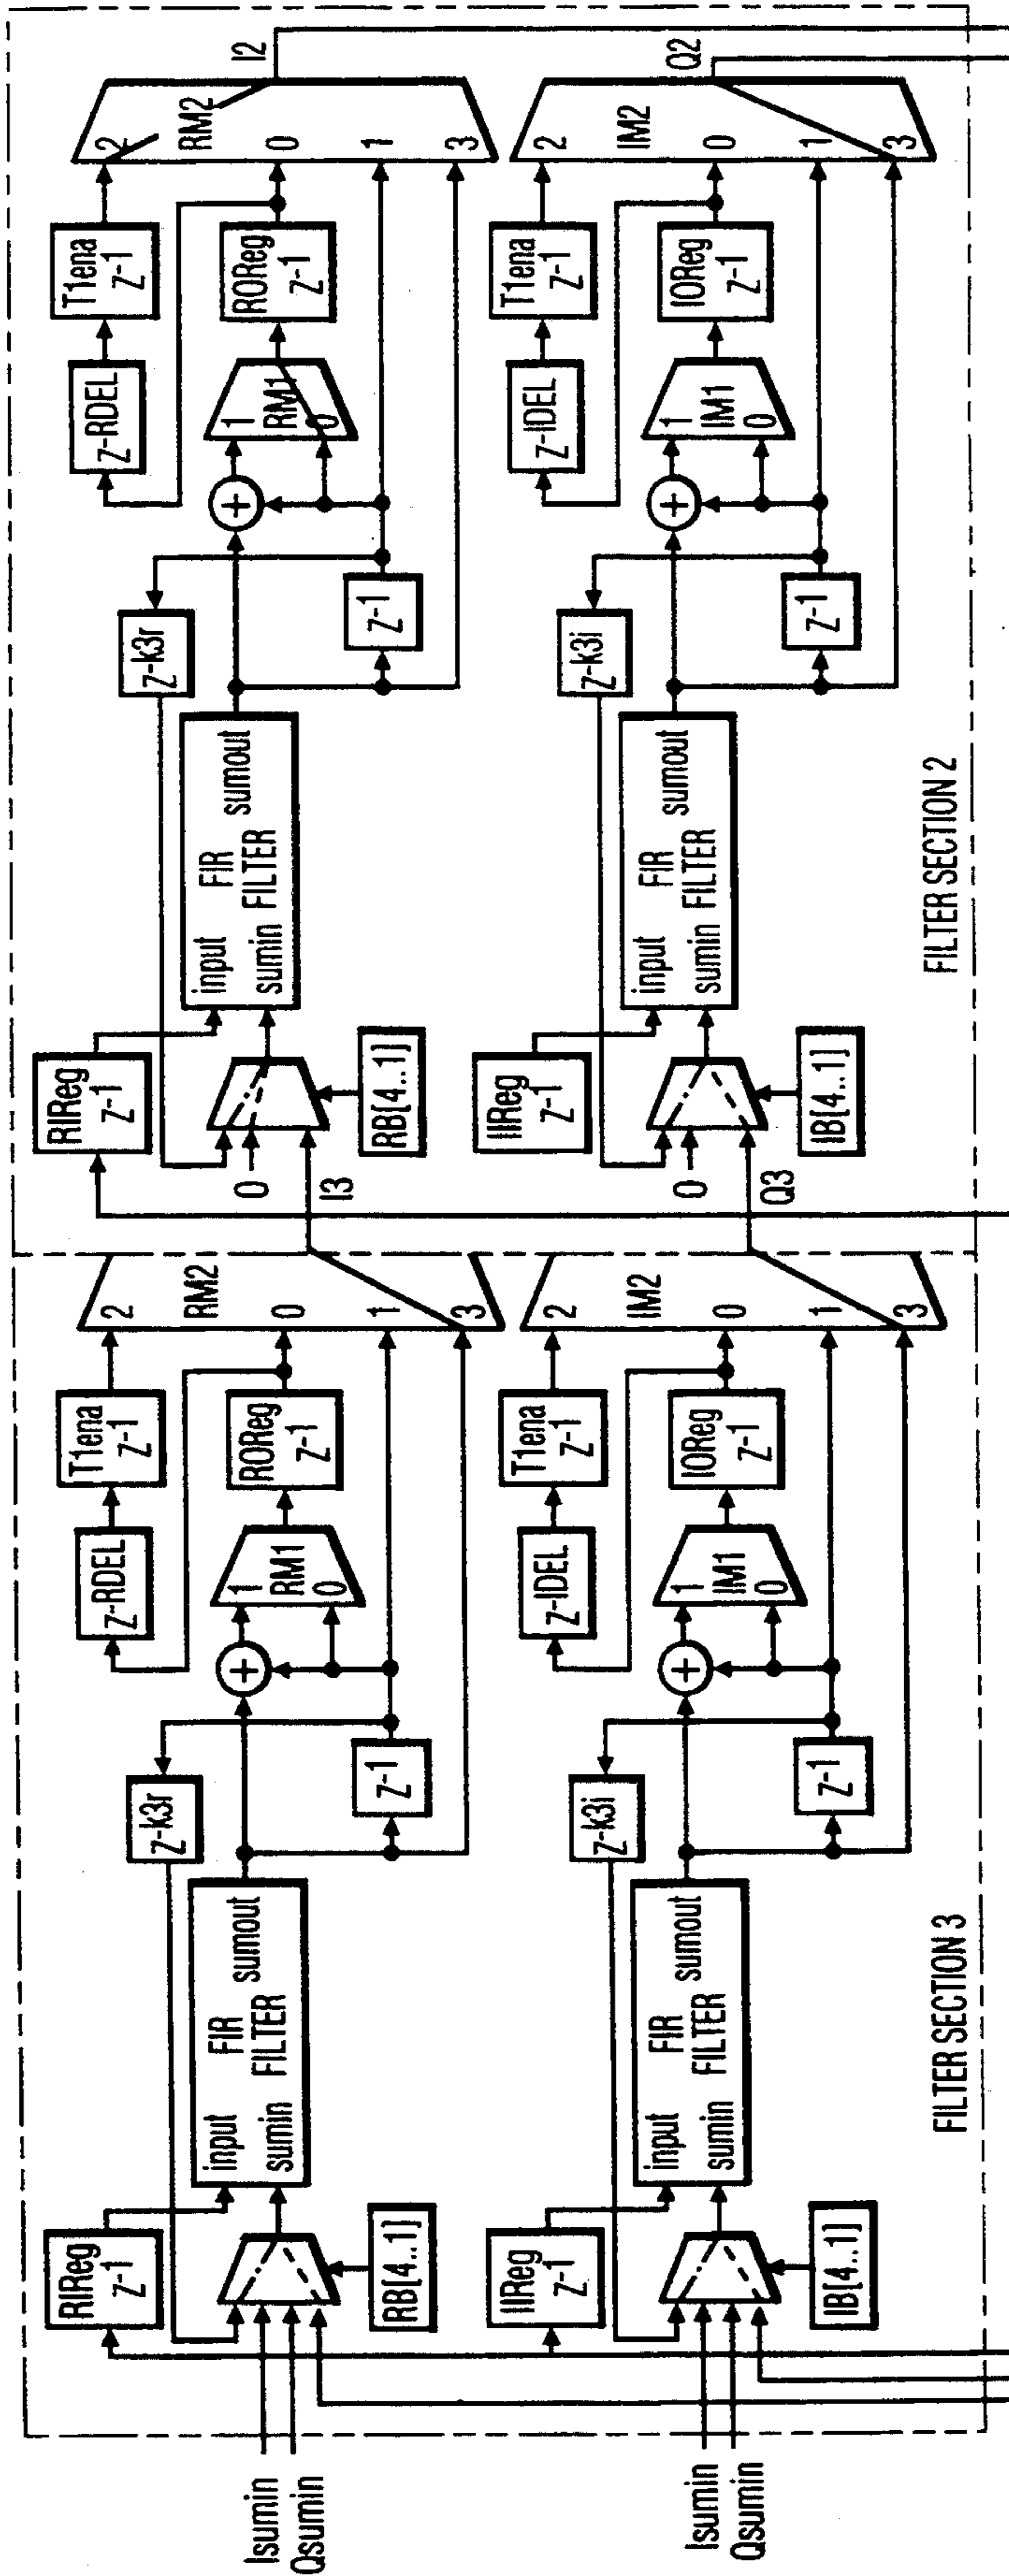 Isumin
Qsumin
RIReg
z-1
RB[4..1]
input
sumin
FIR
FILTER
sumout
z-k3r
z-1
+
1
RM1
0
z-RDEL
T1ena
z-1
ROReg
z-1
2
RM2
0
1
3
Isumin
Qsumin
IIReg
z-1
IB[4..1]
input
sumin
FIR
FILTER
sumout
z-k3i
z-1
+
1
IM1
0
z-IDEL
T1ena
z-1
IOReg
z-1
2
IM2
0
1
3
FILTER SECTION 3
I3
0
RIReg
z-1
RB[4..1]
input
sumin
FIR
FILTER
sumout
z-k3r
z-1
+
1
RM1
0
z-RDEL
T1ena
z-1
ROReg
z-1
2
RM2
0
1
3
I2
Q3
0
IIReg
z-1
IB[4..1]
input
sumin
FIR
FILTER
sumout
z-k3i
z-1
+
1
IM1
0
z-IDEL
T1ena
z-1
IOReg
z-1
2
IM2
0
1
3
Q2
FILTER SECTION 2